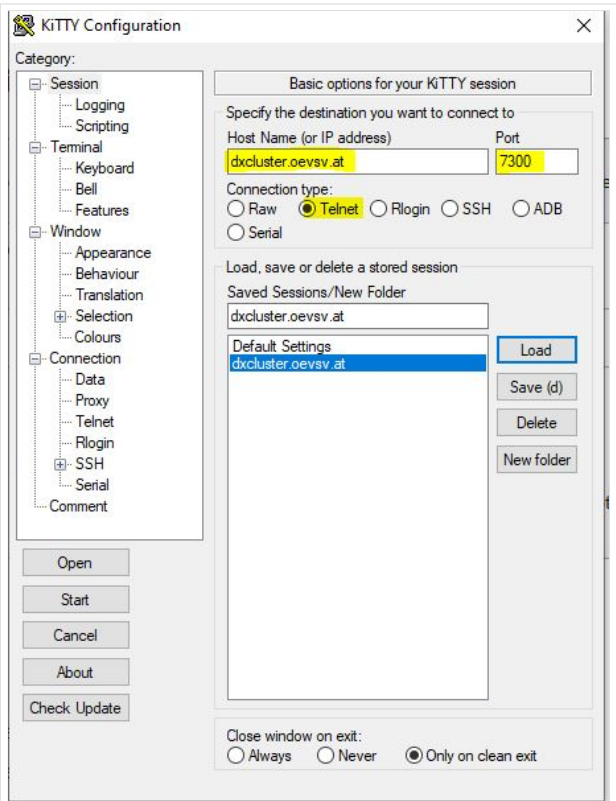 KiTTY Configuration
Category:
Session
Logging
Scripting
Terminal
Keyboard
Bell
Features
Window
Appearance
Behaviour
Translation
Selection
Colours
Connection
Data
Proxy
Telnet
Rlogin
SSH
Serial
Comment
Open
Start
Cancel
About
Check Update
Basic options for your KiTTY session
Specify the destination you want to connect to
Host Name (or IP address) Port
dxcluster.oevsv.at 7300
Connection type:
Raw Telnet Rlogin SSH ADB
Serial
Load, save or delete a stored session
Saved Sessions/New Folder
dxcluster.oevsv.at
Default Settings
dxcluster.oevsv.at
Load
Save (d)
Delete
New folder
Close window on exit:
Always Never Only on clean exit